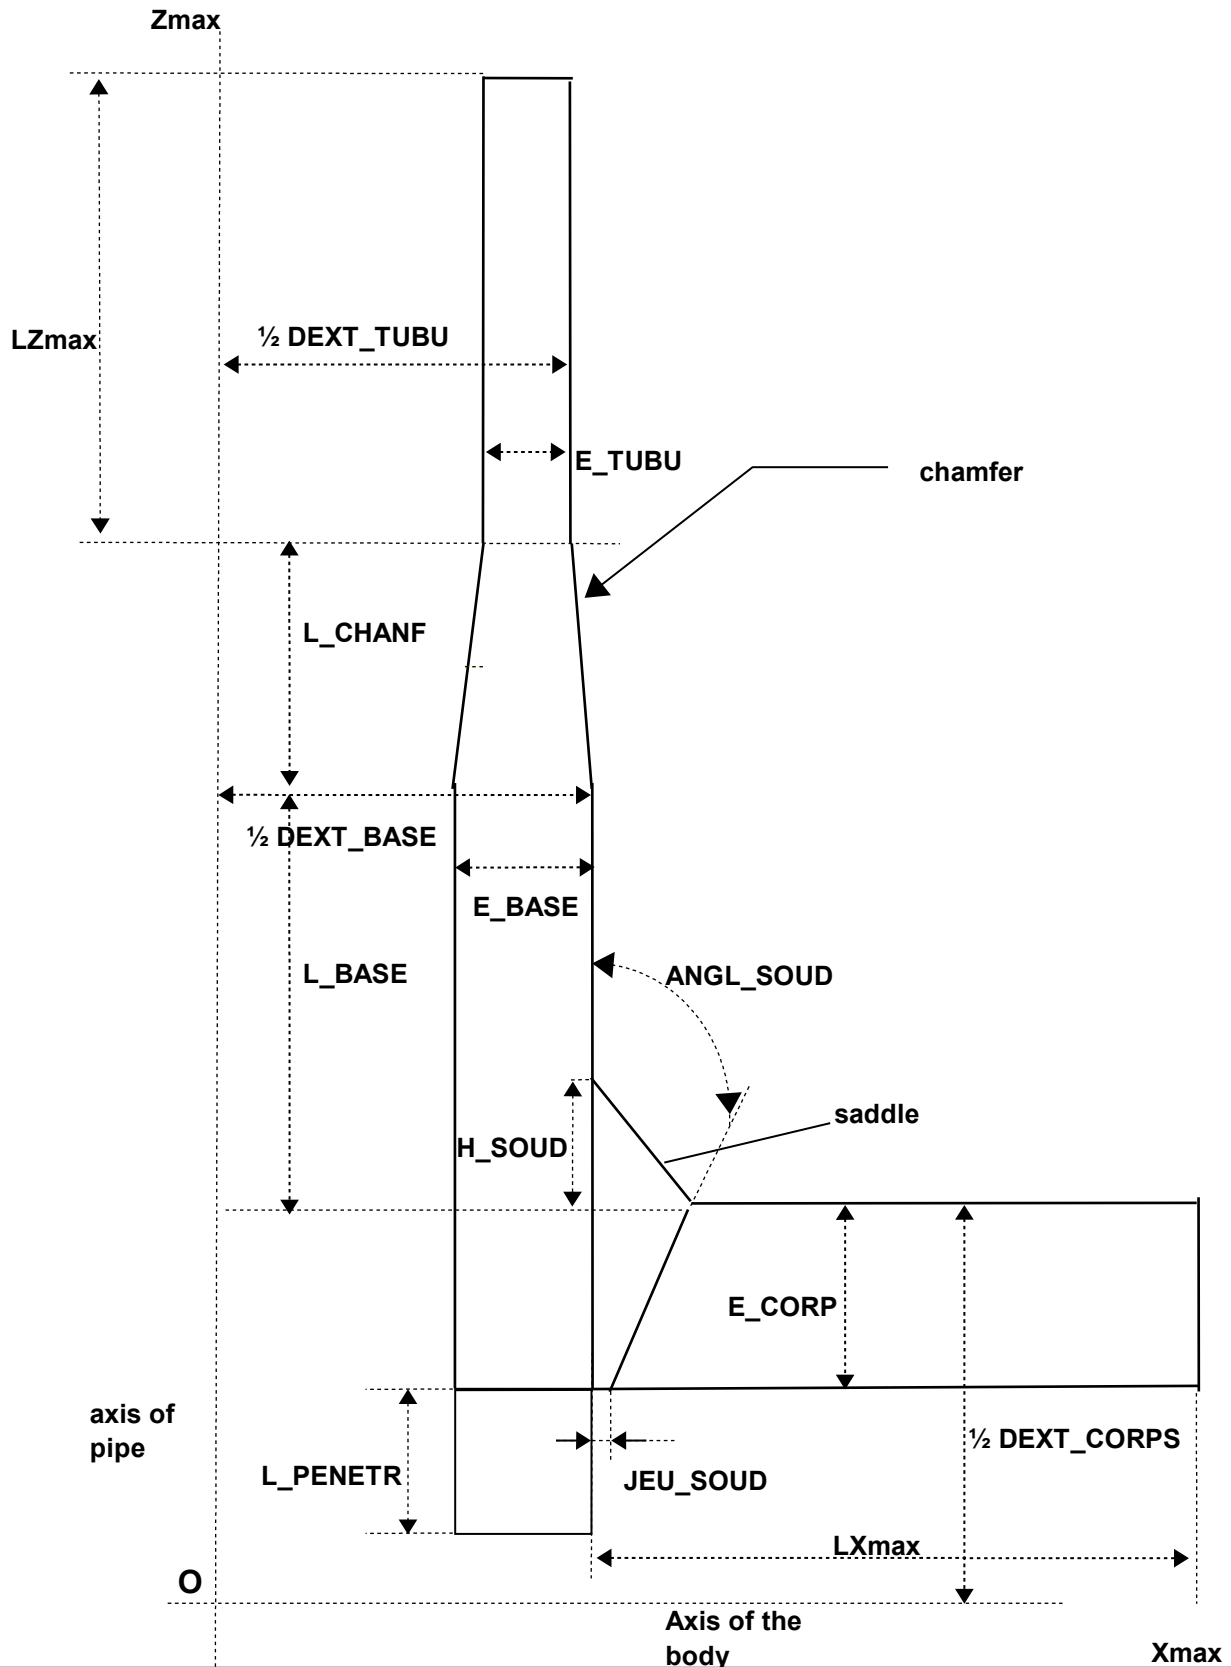 Zmax
LZmax
½ DEXT_TUBU
E_TUBU
chamfer
L_CHANF
½ DEXT_BASE
E_BASE
L_BASE
ANGL_SOUD
saddle
H_SOUD
E_CORP
axis of
pipe
½ DEXT_CORPS
L_PENETR
JEU_SOUD
LXmax
O
Axis of the
body
Xmax